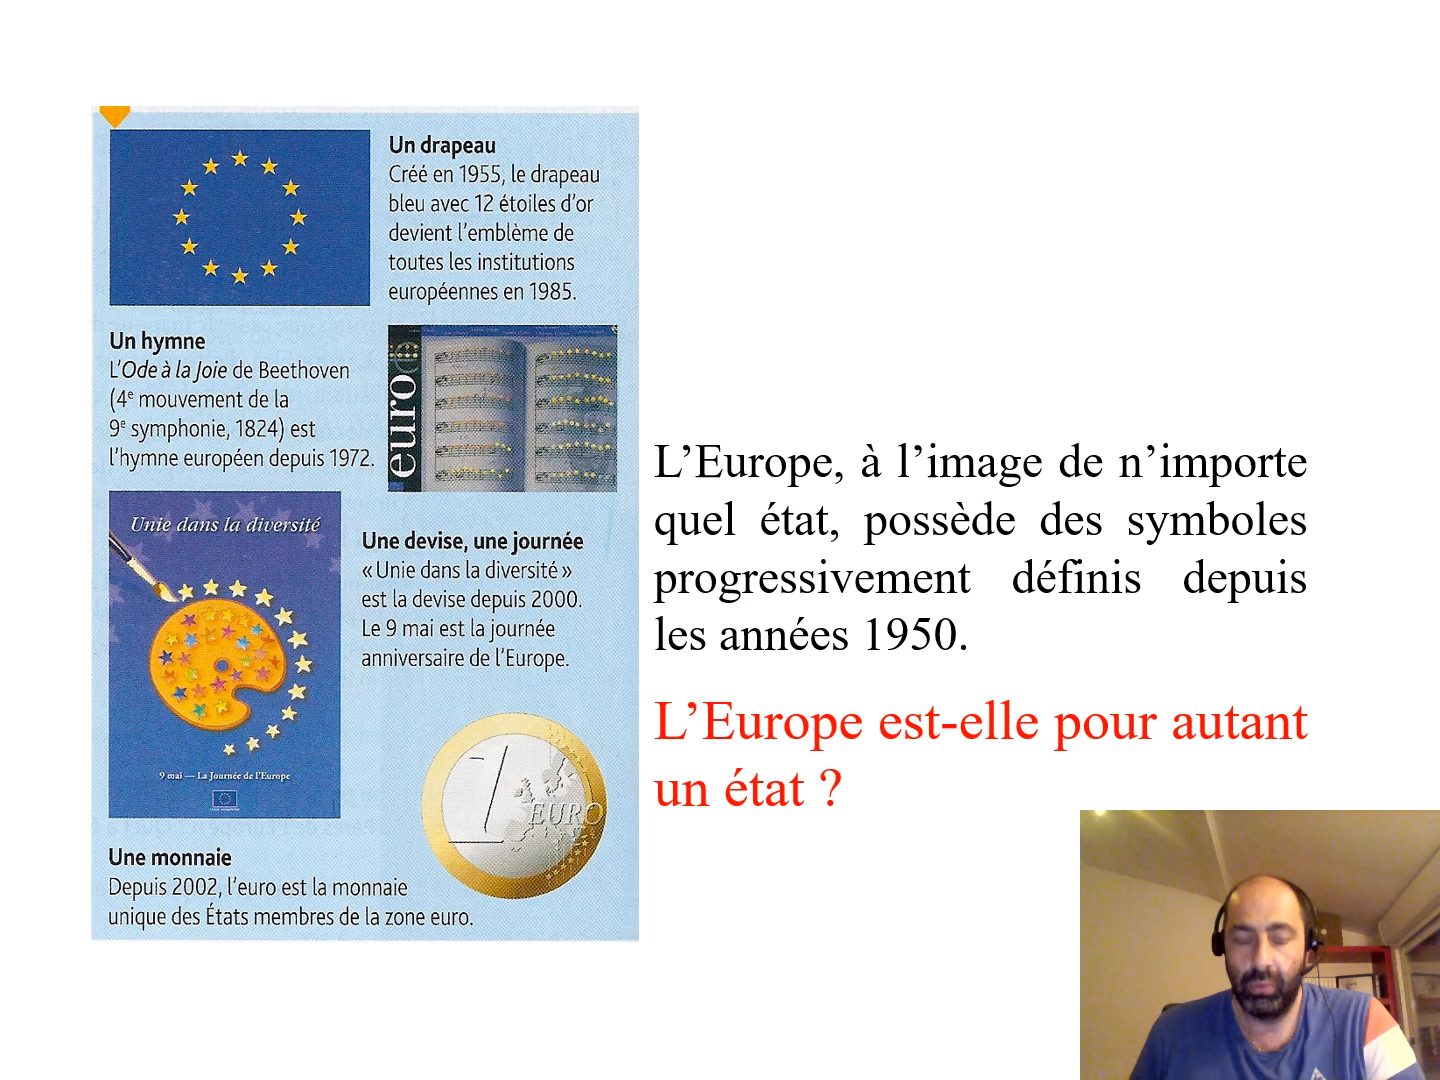 Un drapeau
Créé en 1955, le drapeau
bleu avec 12 étoiles d’or
devient l’emblème de
toutes les institutions
européennes en 1985.
Un hymne
L’Ode à la Joie de Beethoven
(4e mouvement de la
9e symphonie, 1824) est
l’hymne européen depuis 1972.
euro
Unie dans la diversité
9 mai — La Journée de l'Europe
Une devise, une journée
« Unie dans la diversité »
est la devise depuis 2000.
Le 9 mai est la journée
anniversaire de l’Europe.
1
EURO
Une monnaie
Depuis 2002, l’euro est la monnaie
unique des États membres de la zone euro.
L’Europe, à l’image de n’importe
quel état, possède des symboles
progressivement définis depuis
les années 1950.
L’Europe est-elle pour autant
un état ?